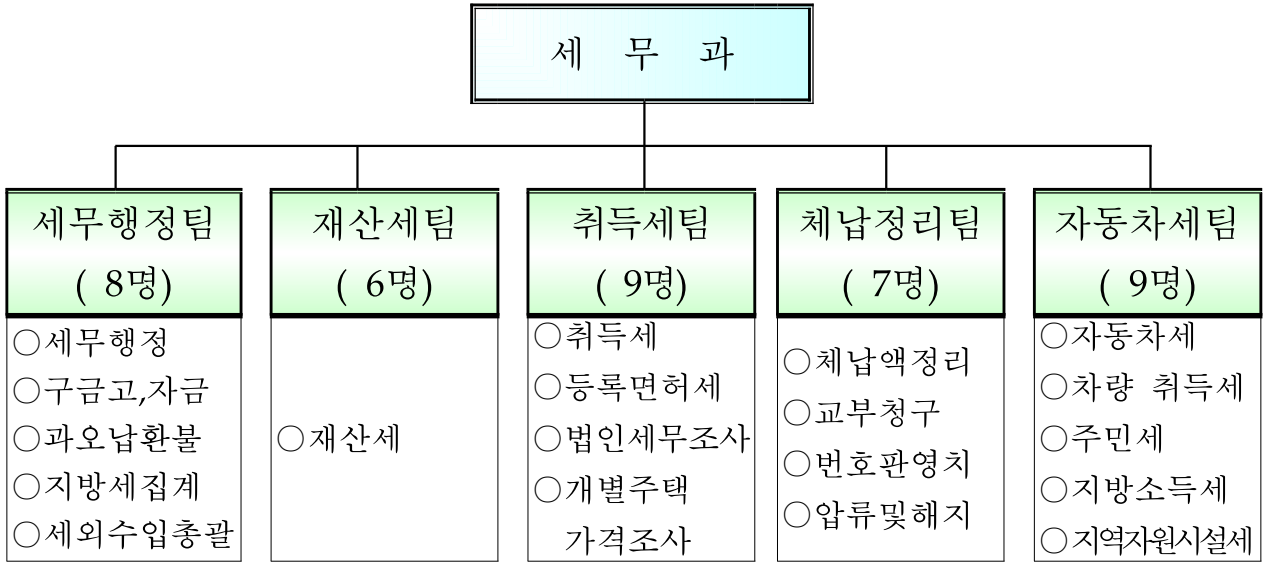 세 무 과
세무행정팀
( 8명)
○세무행정
○구금고,자금
○과오납환불
○지방세집계
○세외수입총괄
재산세팀
( 6명)
○재산세
취득세팀
( 9명)
○취득세
○등록면허세
○법인세무조사
○개별주택
가격조사
체납정리팀
( 7명)
○체납액정리
○교부청구
○번호판영치
○압류및해지
자동차세팀
( 9명)
○자동차세
○차량 취득세
○주민세
○지방소득세
○지역자원시설세